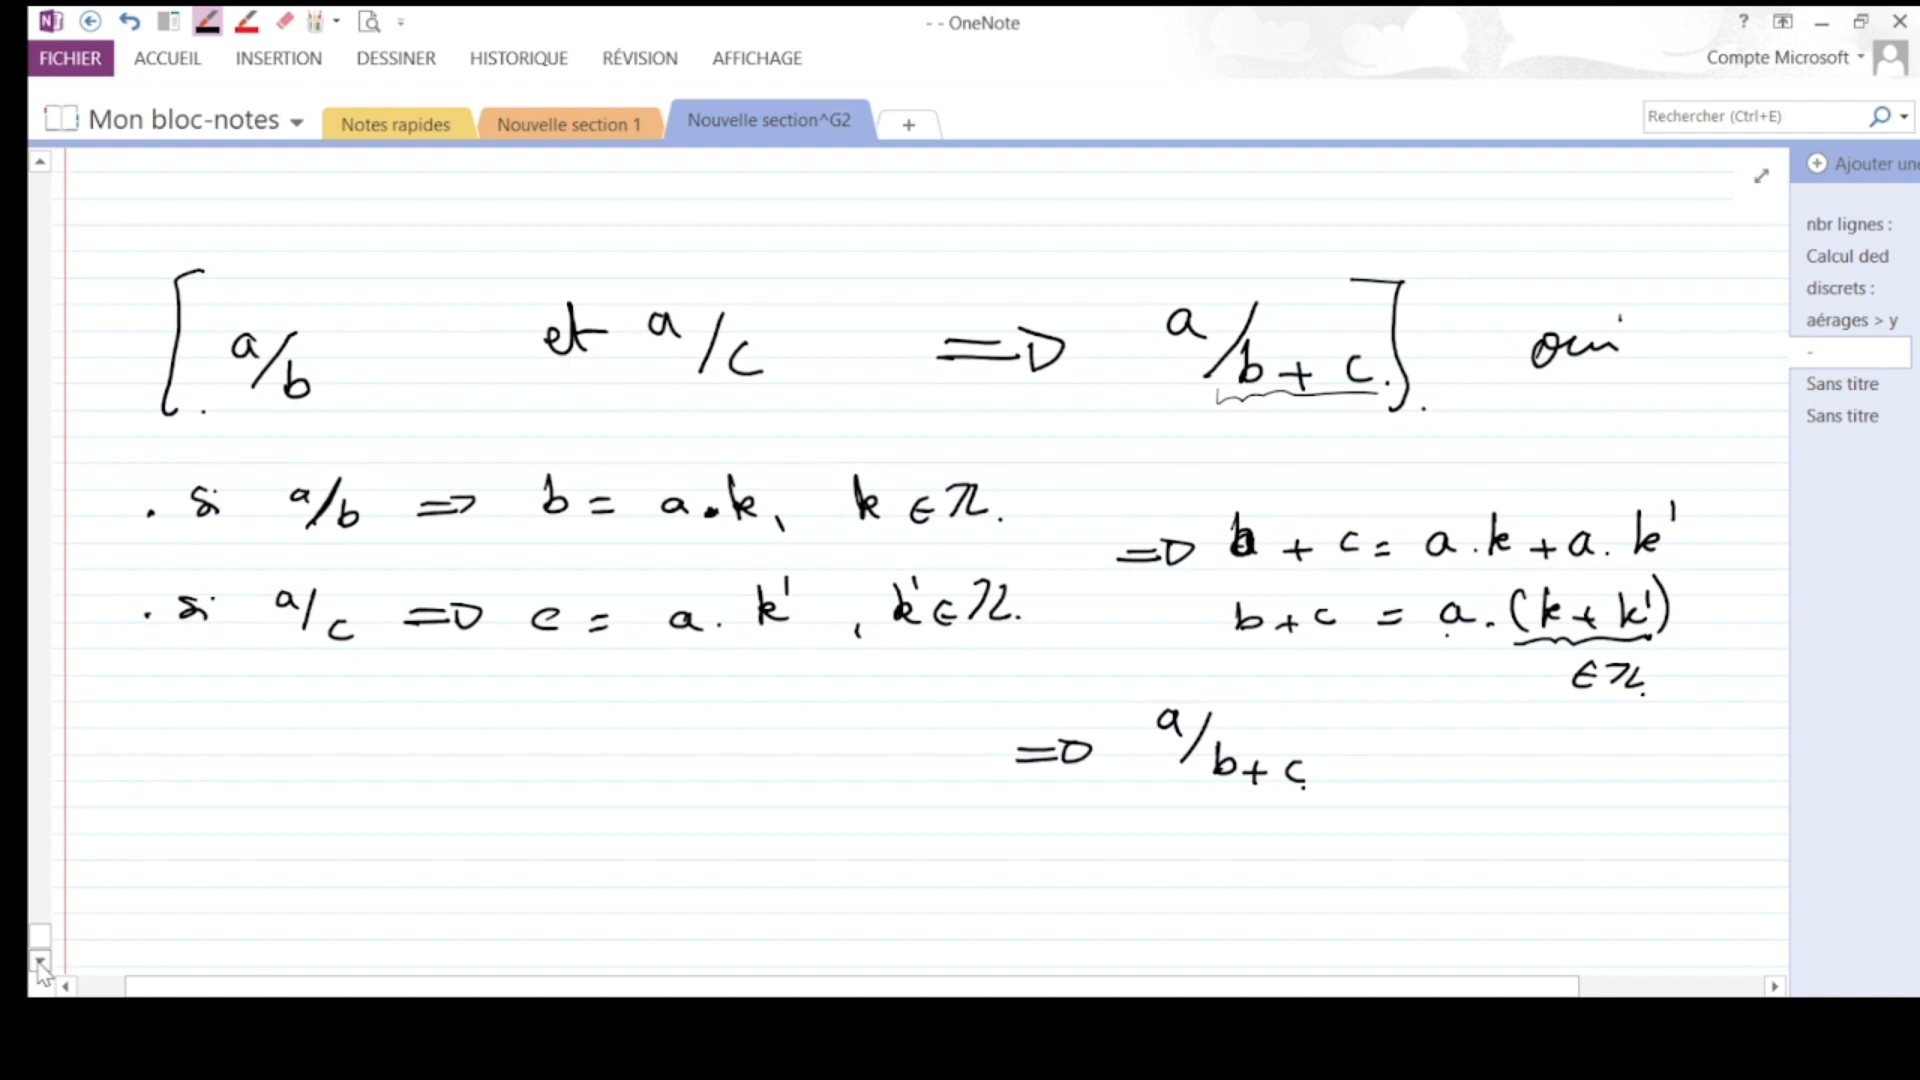 - - OneNote
?
FICHIER ACCUEIL INSERTION DESSINER HISTORIQUE RÉVISION AFFICHAGE Compte Microsoft
Mon bloc-notes Notes rapides Nouvelle section 1 Nouvelle section^G2 + Rechercher (Ctrl+E)
Ajouter une
nbr lignes :
Calcul ded
discrets :
aérages > y
-
Sans titre
Sans titre
[ a/b et a/c => a/b+c. ]. oui
. si a/b => b = a.k, k ∈ ℤ.
=> b + c = a.k + a.k'
. si a/c => c = a.k', k' ∈ ℤ.
b+c = a.(k+k')
∈ ℤ.
=> a/b+c.